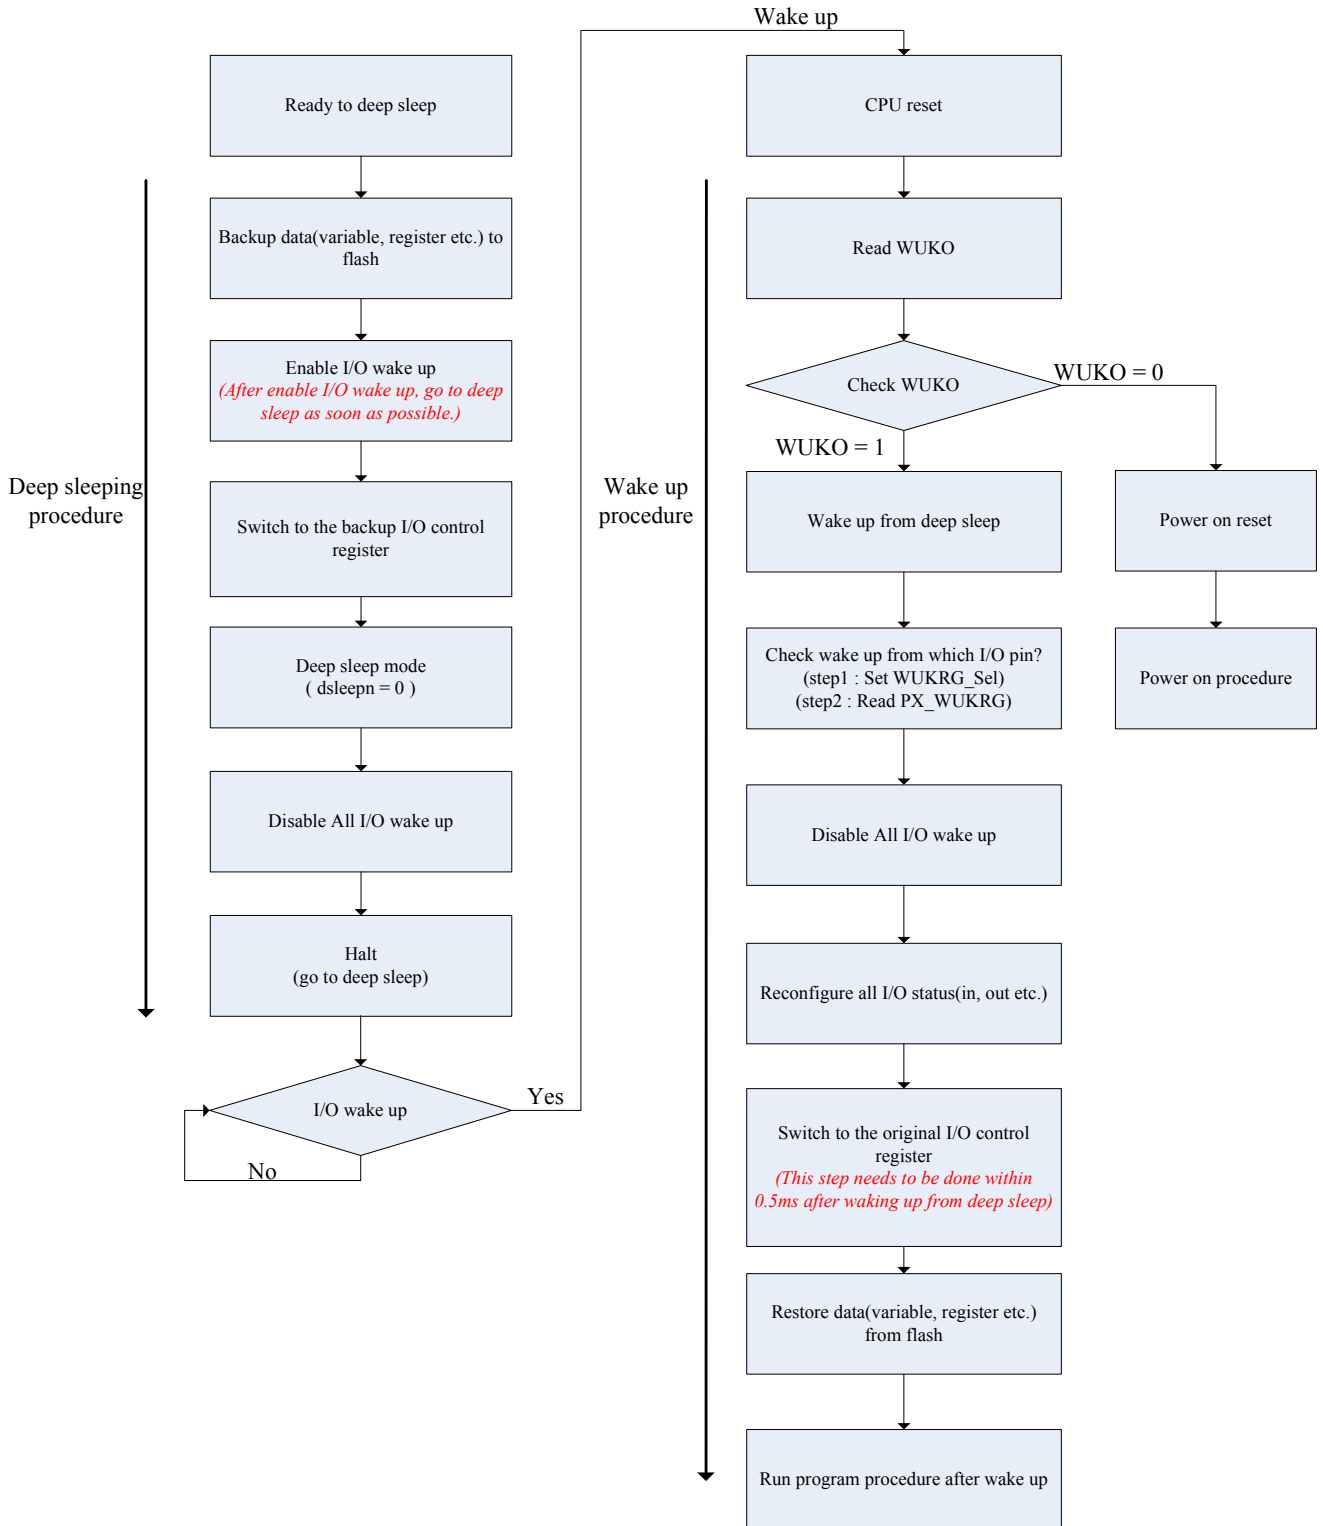 Wake up
Ready to deep sleep
Backup data(variable, register etc.) to
flash
Enable I/O wake up
(After enable I/O wake up, go to deep
sleep as soon as possible.)
Deep sleeping
procedure
Switch to the backup I/O control
register
Deep sleep mode
( dsleepn = 0 )
Disable All I/O wake up
Halt
(go to deep sleep)
I/O wake up
Yes
No
CPU reset
Read WUKO
Check WUKO
WUKO = 0
WUKO = 1
Wake up
procedure
Wake up from deep sleep
Power on reset
Check wake up from which I/O pin?
(step1 : Set WUKRG_Sel)
(step2 : Read PX_WUKRG)
Power on procedure
Disable All I/O wake up
Reconfigure all I/O status(in, out etc.)
Switch to the original I/O control
register
(This step needs to be done within
0.5ms after waking up from deep sleep)
Restore data(variable, register etc.)
from flash
Run program procedure after wake up